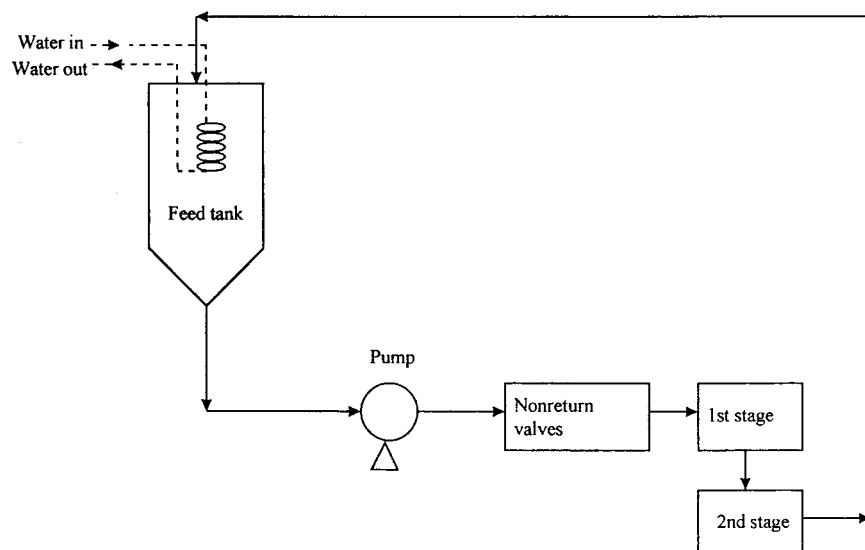 Water in
Water out
Feed tank
Pump
Nonreturn
valves
1st stage
2nd stage